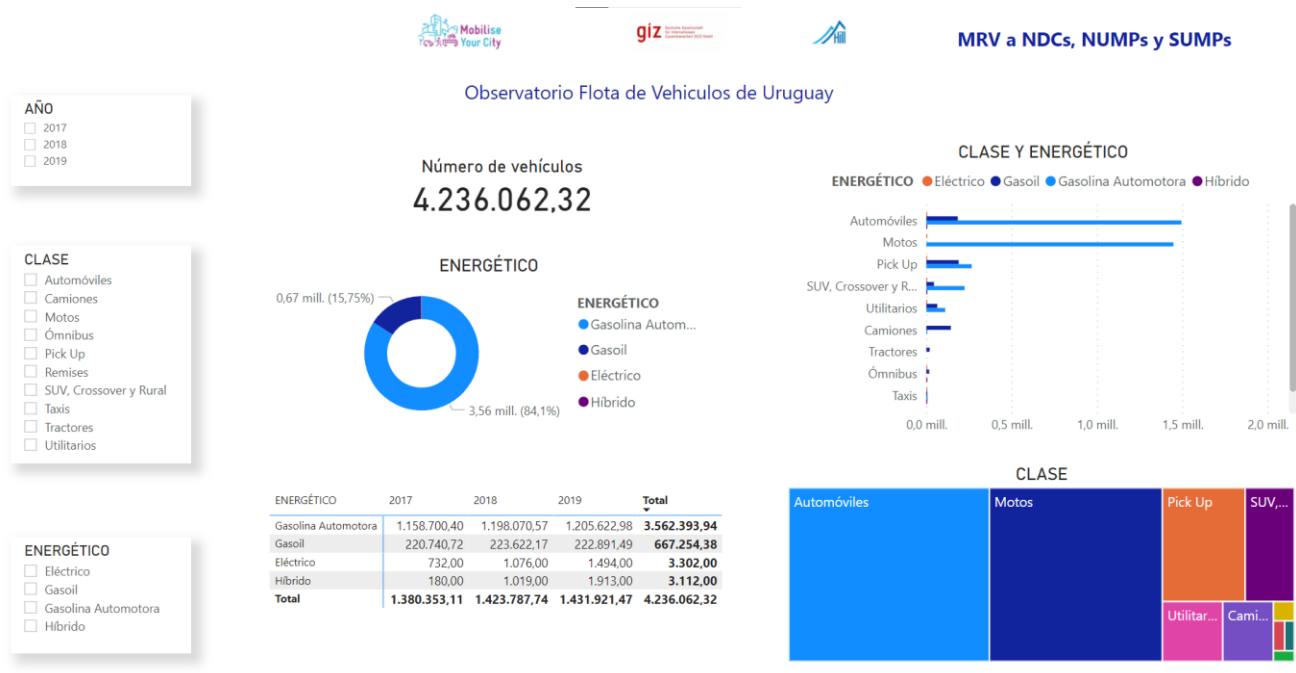 Mobilise
Your City
giz
Hill
MRV a NDCs, NUMPs y SUMPs
Observatorio Flota de Vehiculos de Uruguay
AÑO
2017
2018
2019
CLASE
Automóviles
Camiones
Motos
Ómnibus
Pick Up
Remises
SUV, Crossover y Rural
Taxis
Tractores
Utilitarios
ENERGÉTICO
Eléctrico
Gasoil
Gasolina Automotora
Híbrido
Número de vehículos
4.236.062,32
ENERGÉTICO
0,67 mill. (15,75%)
3,56 mill. (84,1%)
ENERGÉTICO
Gasolina Autom...
Gasoil
Eléctrico
Híbrido
CLASE Y ENERGÉTICO
ENERGÉTICO Eléctrico Gasoil Gasolina Automotora Híbrido
Automóviles
Motos
Pick Up
SUV, Crossover y R...
Utilitarios
Camiones
Tractores
Ómnibus
Taxis
0,0 mill. 0,5 mill. 1,0 mill. 1,5 mill. 2,0 mill.
ENERGÉTICO 2017 2018 2019 Total
Gasolina Automotora 1.158.700,40 1.198.070,57 1.205.622,98 3.562.393,94
Gasoil 220.740,72 223.622,17 222.891,49 667.254,38
Eléctrico 732,00 1.076,00 1.494,00 3.302,00
Híbrido 180,00 1.019,00 1.913,00 3.112,00
Total 1.380.353,11 1.423.787,74 1.431.921,47 4.236.062,32
CLASE
Automóviles Motos Pick Up SUV,...
Utilitar... Cami...